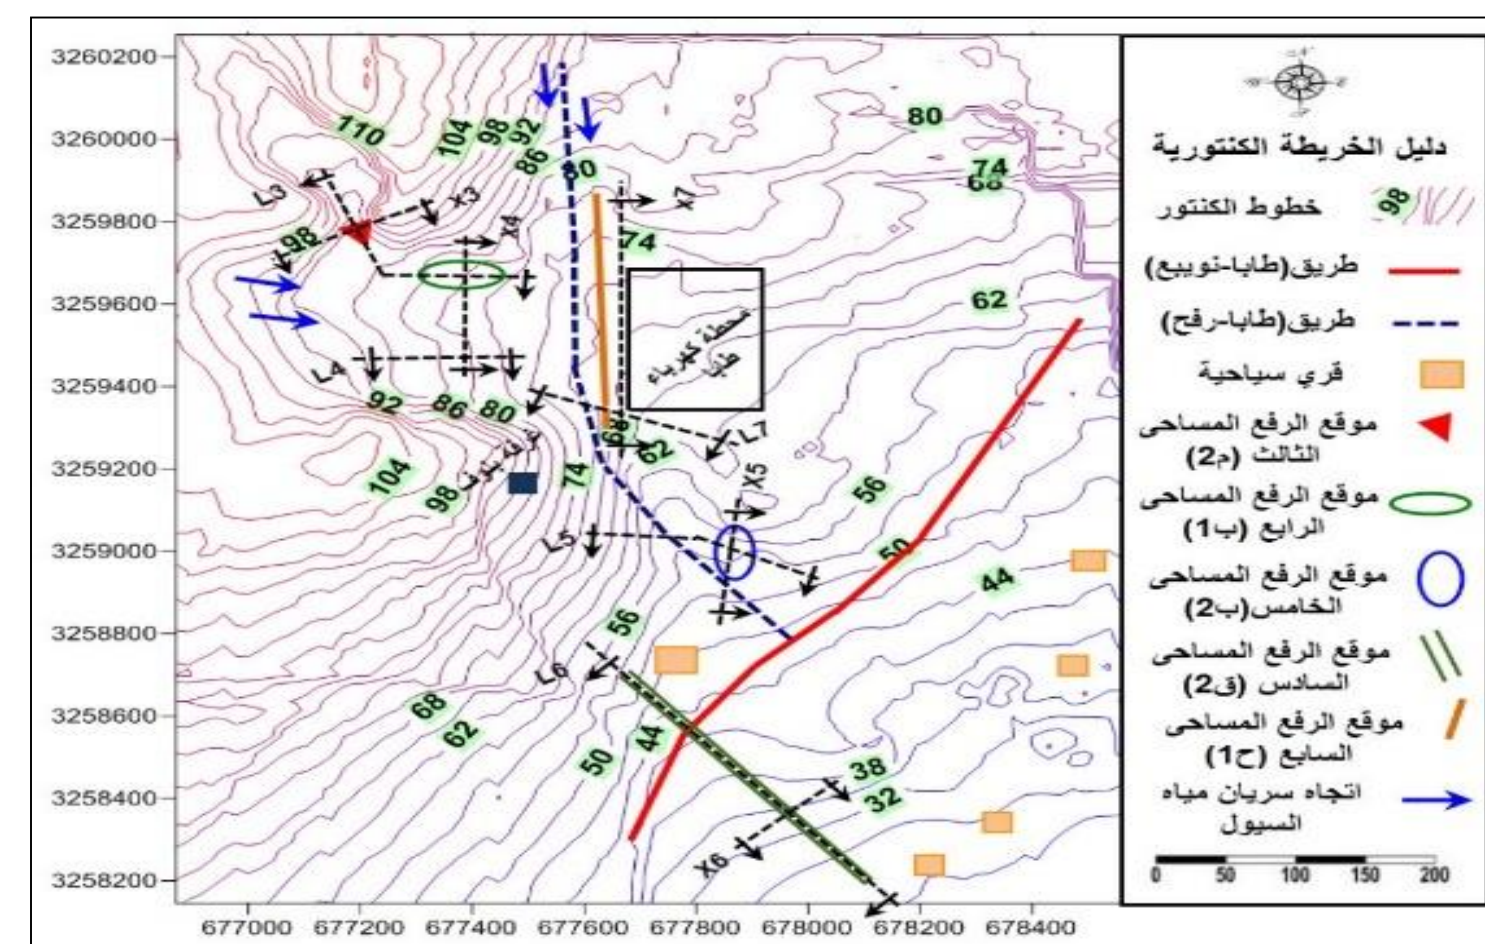 3260200
3260000
3259800
3259600
3259400
3259200
3259000
3258800
3258600
3258400
3258200
677000 677200 677400 677600 677800 678000 678200 678400
110
104
98
92
86
80
80
74
68
L3
x3
x4
x7
98
74
62
محطة كهرباء
طابا
L4
92
86
80
68
62
L7
104
98
74
X5
56
L5
50
44
56
L6
68
62
50
44
38
32
X6
دليل الخريطة الكنتورية
خطوط الكنتور
98
طريق(طابا-نويبع)
طريق(طابا-رفح)
قري سياحية
موقع الرفع المساحى
الثالث (م2)
موقع الرفع المساحى
الرابع (ب1)
موقع الرفع المساحى
الخامس(ب2)
موقع الرفع المساحى
السادس (ق2)
موقع الرفع المساحى
السابع (ح1)
اتجاه سريان مياه
السيول
0 50 100 150 200